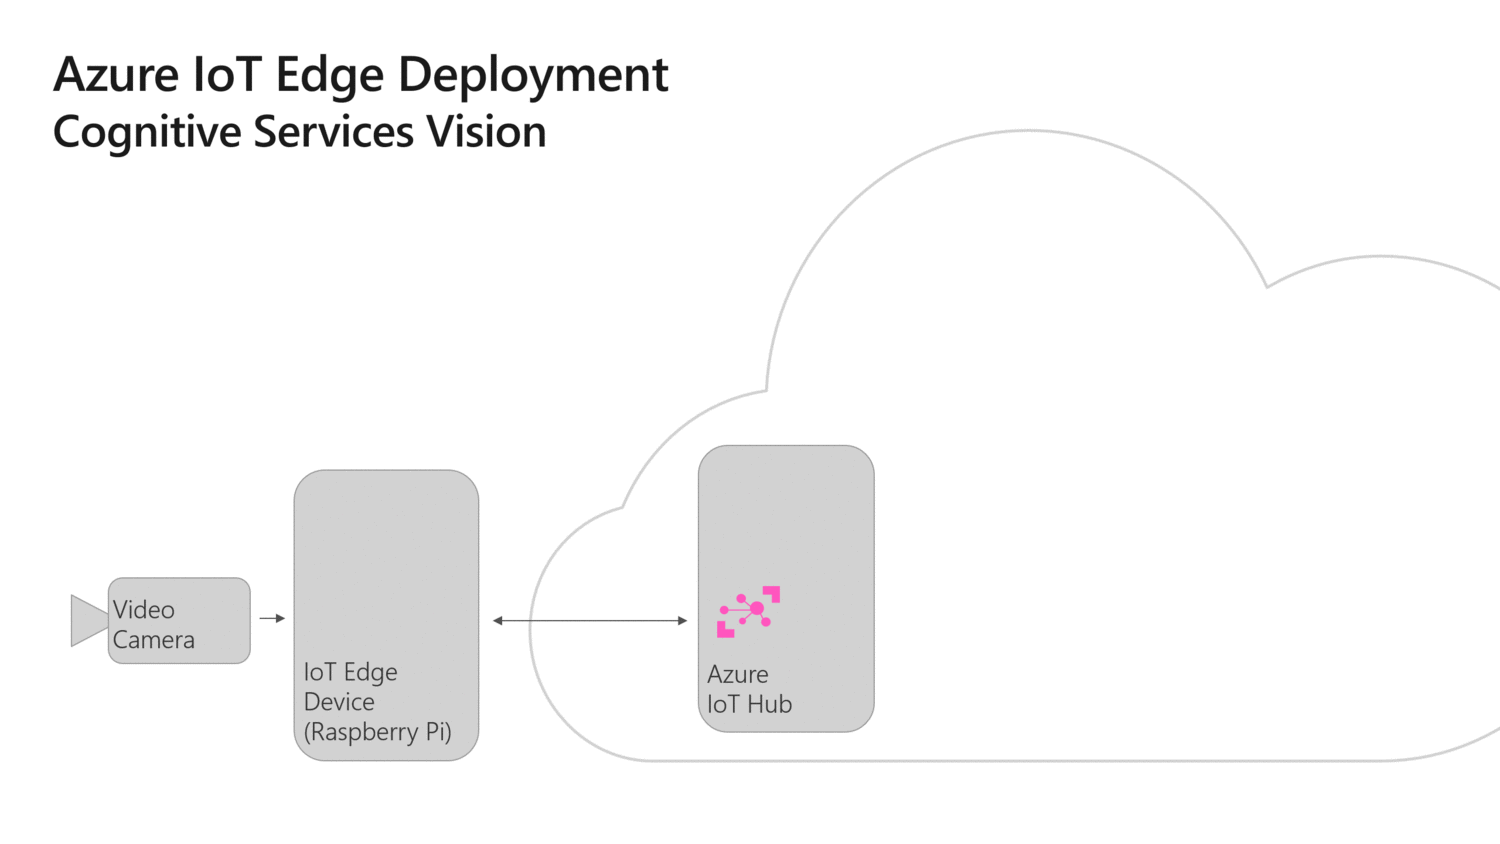 Azure IoT Edge Deployment
Cognitive Services Vision
Video
Camera
IoT Edge
Device
(Raspberry Pi)
Azure
IoT Hub